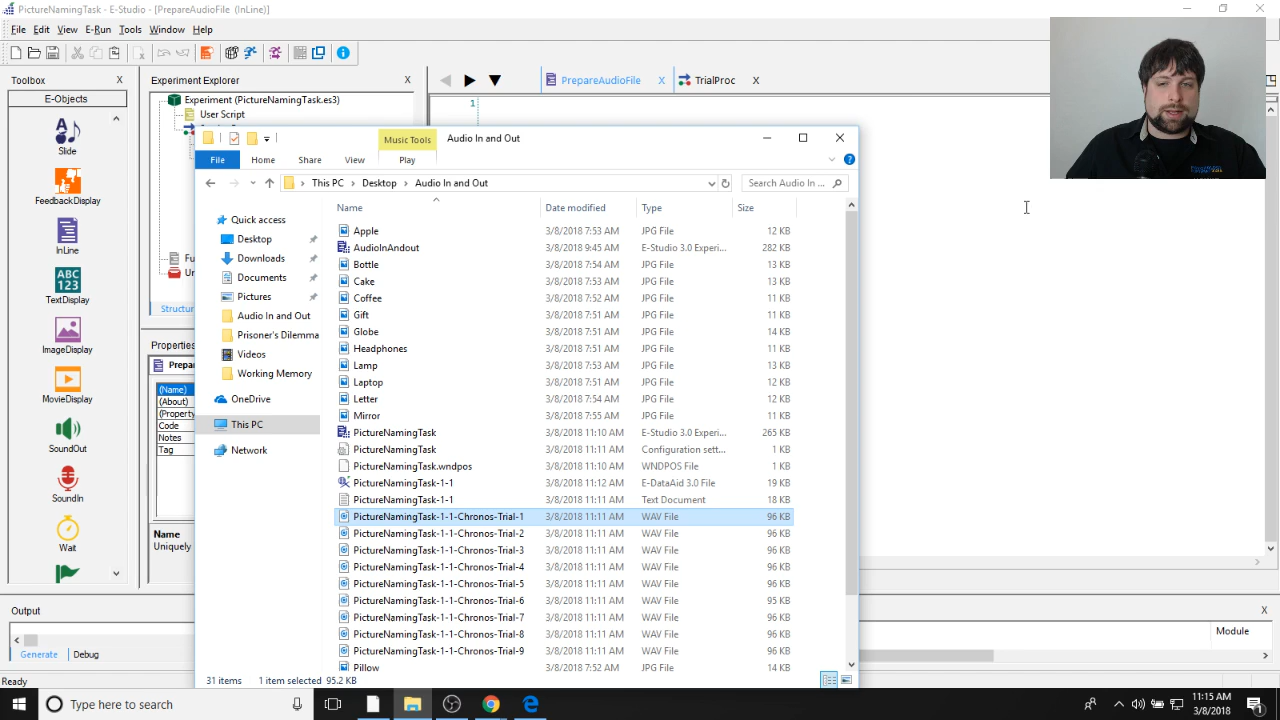 PictureNamingTask - E-Studio - [PrepareAudioFile (InLine)]
File Edit View E-Run Tools Window Help
Toolbox X
E-Objects
Slide
FeedbackDisplay
InLine
ABC
123
TextDisplay
ImageDisplay
MovieDisplay
SoundOut
SoundIn
Wait
Experiment Explorer X
Experiment (PictureNamingTask.es3)
User Script
Fu
Un
Structur
Properties
Prepar
(Name)
(About)
(Property
Code
Notes
Tag
Name
Uniquely
PrepareAudioFile X TrialProc X
1
Music Tools Audio In and Out
File Home Share View Play
This PC > Desktop > Audio In and Out
Search Audio In ...
Quick access
Desktop
Downloads
Documents
Pictures
Audio In and Out
Prisoner's Dilemma
Videos
Working Memory
OneDrive
This PC
Network
Name Date modified Type Size
Apple 3/8/2018 7:53 AM JPG File 12 KB
AudioInAndout 3/8/2018 9:45 AM E-Studio 3.0 Experi... 282 KB
Bottle 3/8/2018 7:54 AM JPG File 13 KB
Cake 3/8/2018 7:53 AM JPG File 13 KB
Coffee 3/8/2018 7:52 AM JPG File 11 KB
Gift 3/8/2018 7:51 AM JPG File 11 KB
Globe 3/8/2018 7:51 AM JPG File 14 KB
Headphones 3/8/2018 7:51 AM JPG File 11 KB
Lamp 3/8/2018 7:53 AM JPG File 12 KB
Laptop 3/8/2018 7:51 AM JPG File 12 KB
Letter 3/8/2018 7:54 AM JPG File 12 KB
Mirror 3/8/2018 7:55 AM JPG File 11 KB
PictureNamingTask 3/8/2018 11:10 AM E-Studio 3.0 Experi... 265 KB
PictureNamingTask 3/8/2018 11:11 AM Configuration sett... 1 KB
PictureNamingTask.wndpos 3/8/2018 11:10 AM WNDPOS File 1 KB
PictureNamingTask-1-1 3/8/2018 11:12 AM E-DataAid 3.0 File 19 KB
PictureNamingTask-1-1 3/8/2018 11:11 AM Text Document 18 KB
PictureNamingTask-1-1-Chronos-Trial-1 3/8/2018 11:11 AM WAV File 96 KB
PictureNamingTask-1-1-Chronos-Trial-2 3/8/2018 11:11 AM WAV File 96 KB
PictureNamingTask-1-1-Chronos-Trial-3 3/8/2018 11:11 AM WAV File 96 KB
PictureNamingTask-1-1-Chronos-Trial-4 3/8/2018 11:11 AM WAV File 96 KB
PictureNamingTask-1-1-Chronos-Trial-5 3/8/2018 11:11 AM WAV File 96 KB
PictureNamingTask-1-1-Chronos-Trial-6 3/8/2018 11:11 AM WAV File 95 KB
PictureNamingTask-1-1-Chronos-Trial-7 3/8/2018 11:11 AM WAV File 96 KB
PictureNamingTask-1-1-Chronos-Trial-8 3/8/2018 11:11 AM WAV File 96 KB
PictureNamingTask-1-1-Chronos-Trial-9 3/8/2018 11:11 AM WAV File 96 KB
Pillow 3/8/2018 7:52 AM JPG File 14 KB
31 items 1 item selected 95.2 KB
Output X
Module
Generate Debug
Ready
Type here to search
11:15 AM
3/8/2018
1